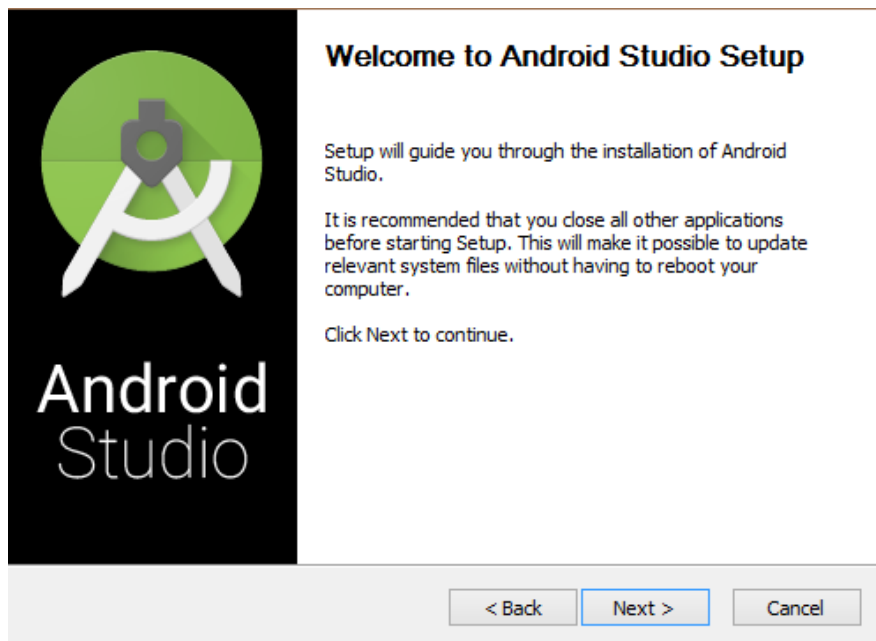 Welcome to Android Studio Setup
Setup will guide you through the installation of Android
Studio.
It is recommended that you close all other applications
before starting Setup. This will make it possible to update
relevant system files without having to reboot your
computer.
Click Next to continue.
Android
Studio
< Back
Next >
Cancel